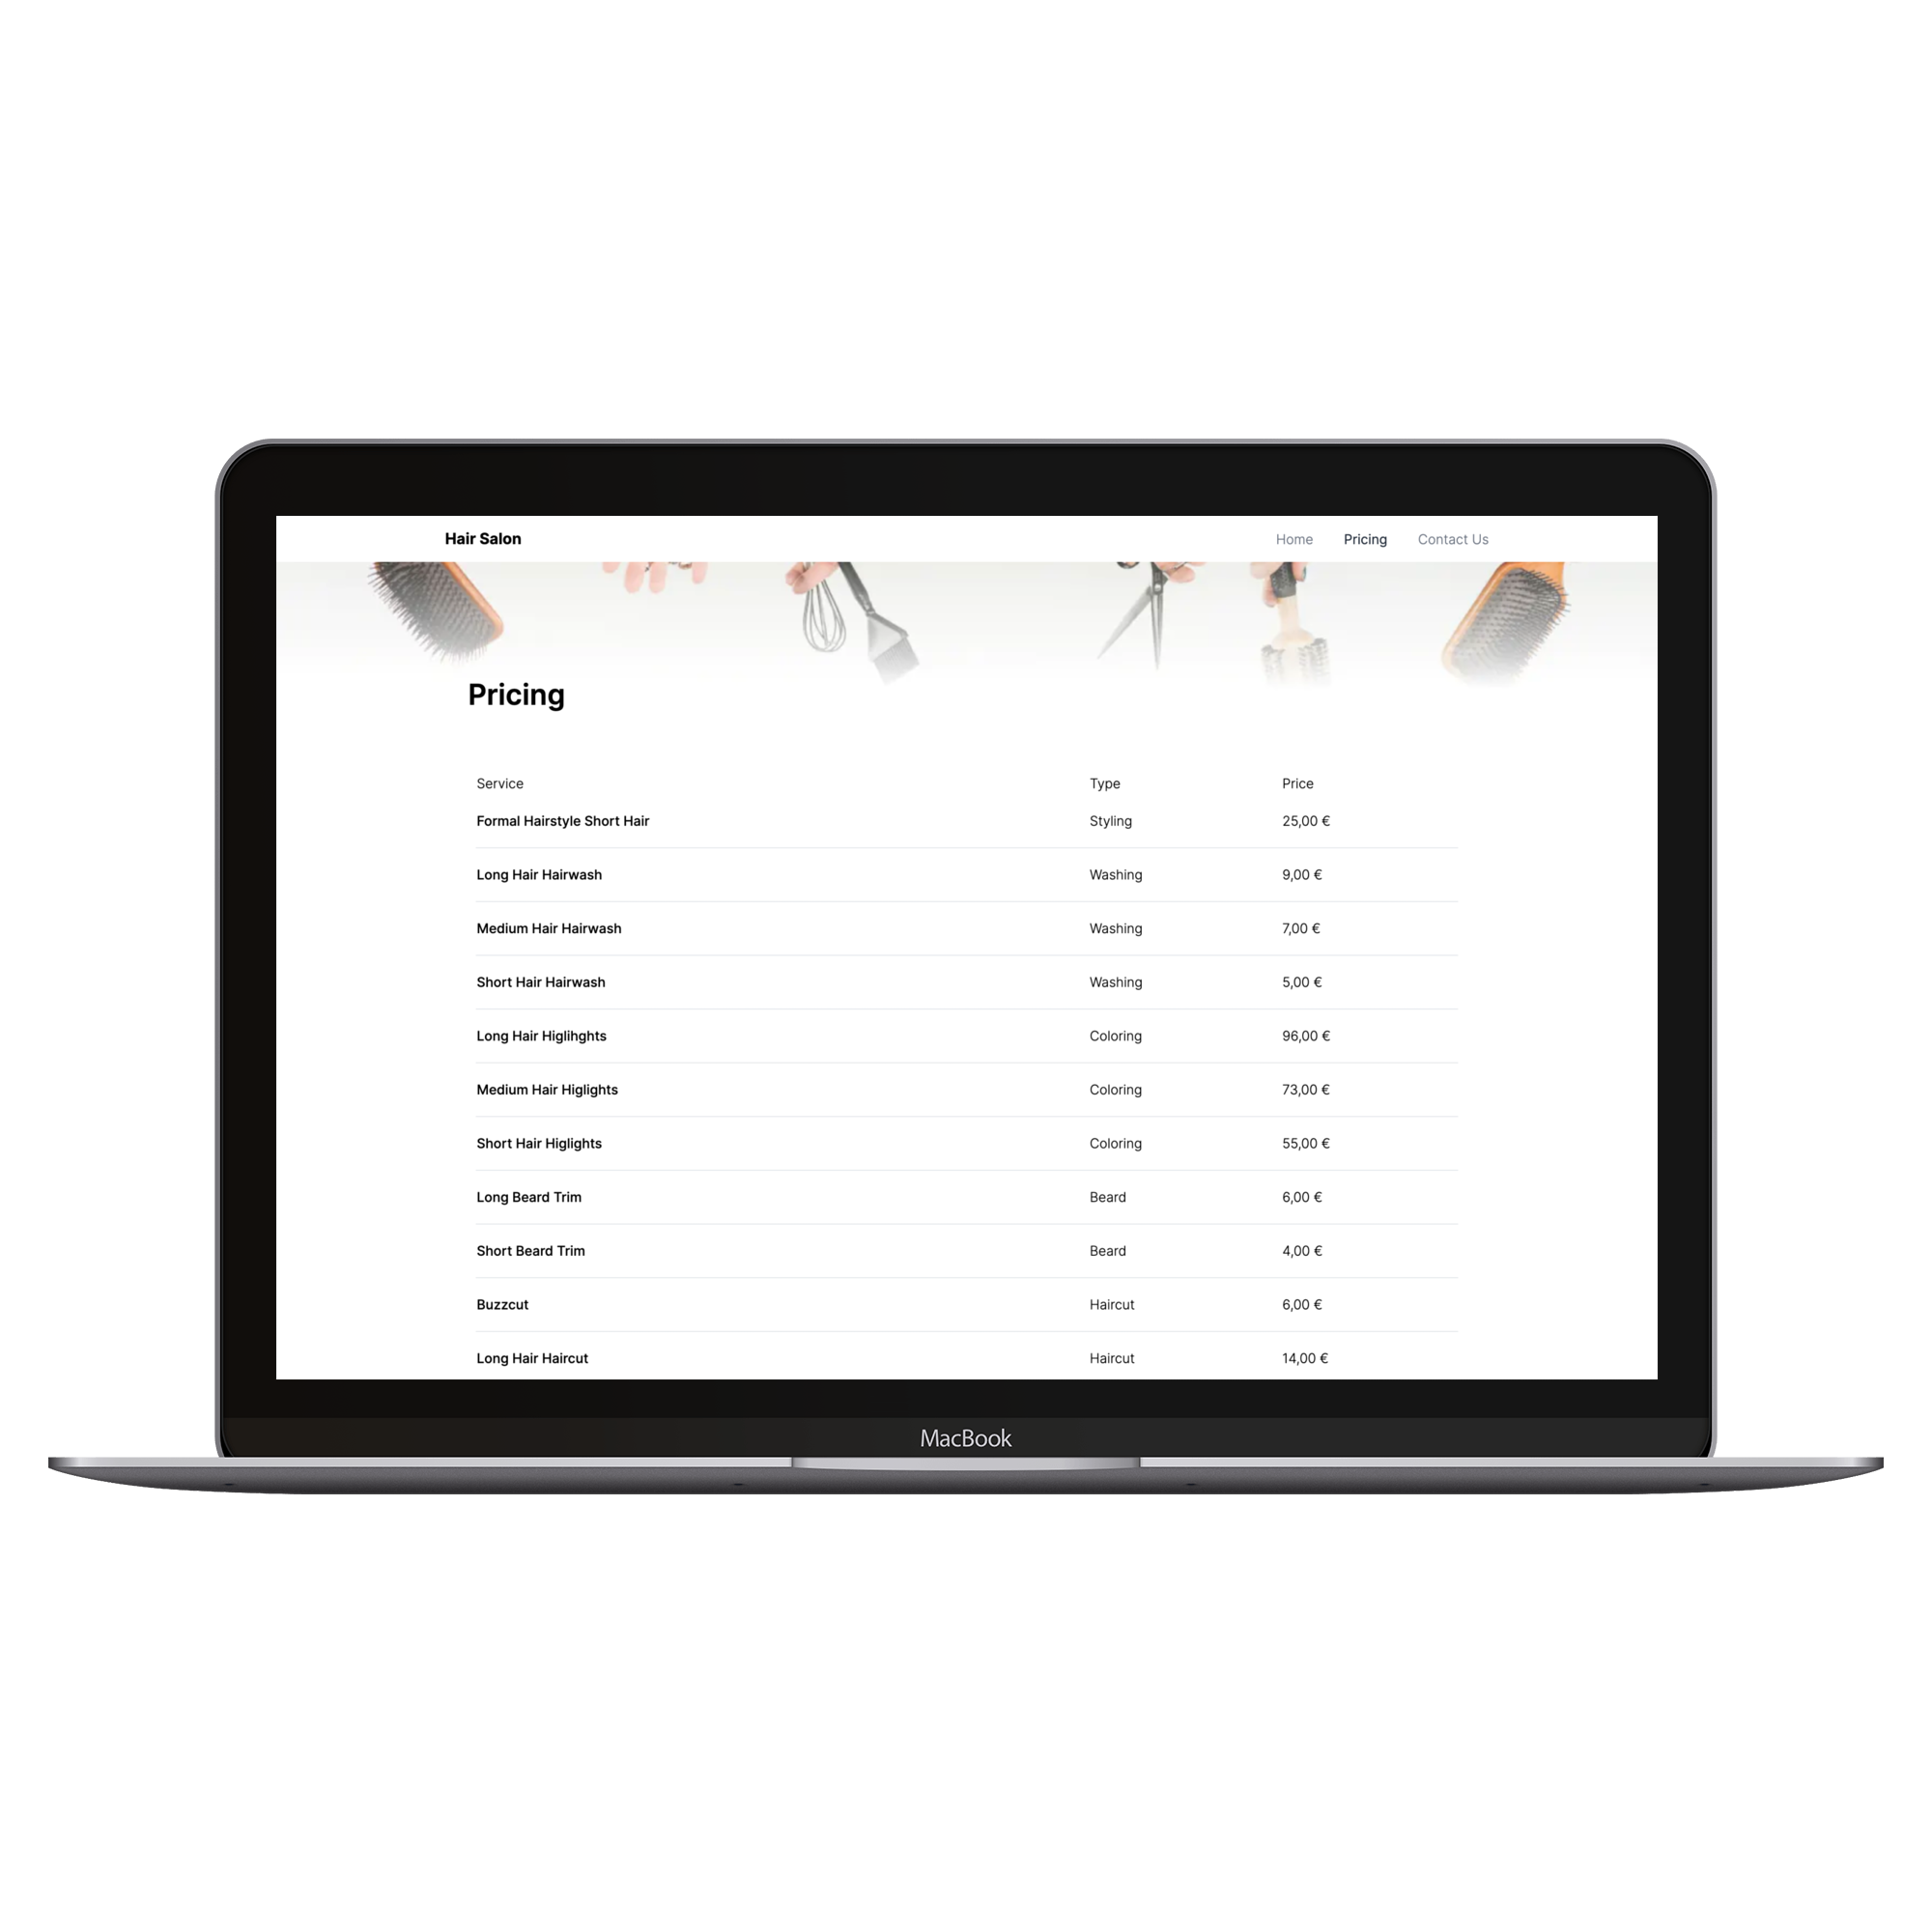 Hair Salon Home Pricing Contact Us
Pricing
Service Type Price
Formal Hairstyle Short Hair Styling 25,00 €
Long Hair Hairwash Washing 9,00 €
Medium Hair Hairwash Washing 7,00 €
Short Hair Hairwash Washing 5,00 €
Long Hair Higlihghts Coloring 96,00 €
Medium Hair Higlights Coloring 73,00 €
Short Hair Higlights Coloring 55,00 €
Long Beard Trim Beard 6,00 €
Short Beard Trim Beard 4,00 €
Buzzcut Haircut 6,00 €
Long Hair Haircut Haircut 14,00 €
MacBook